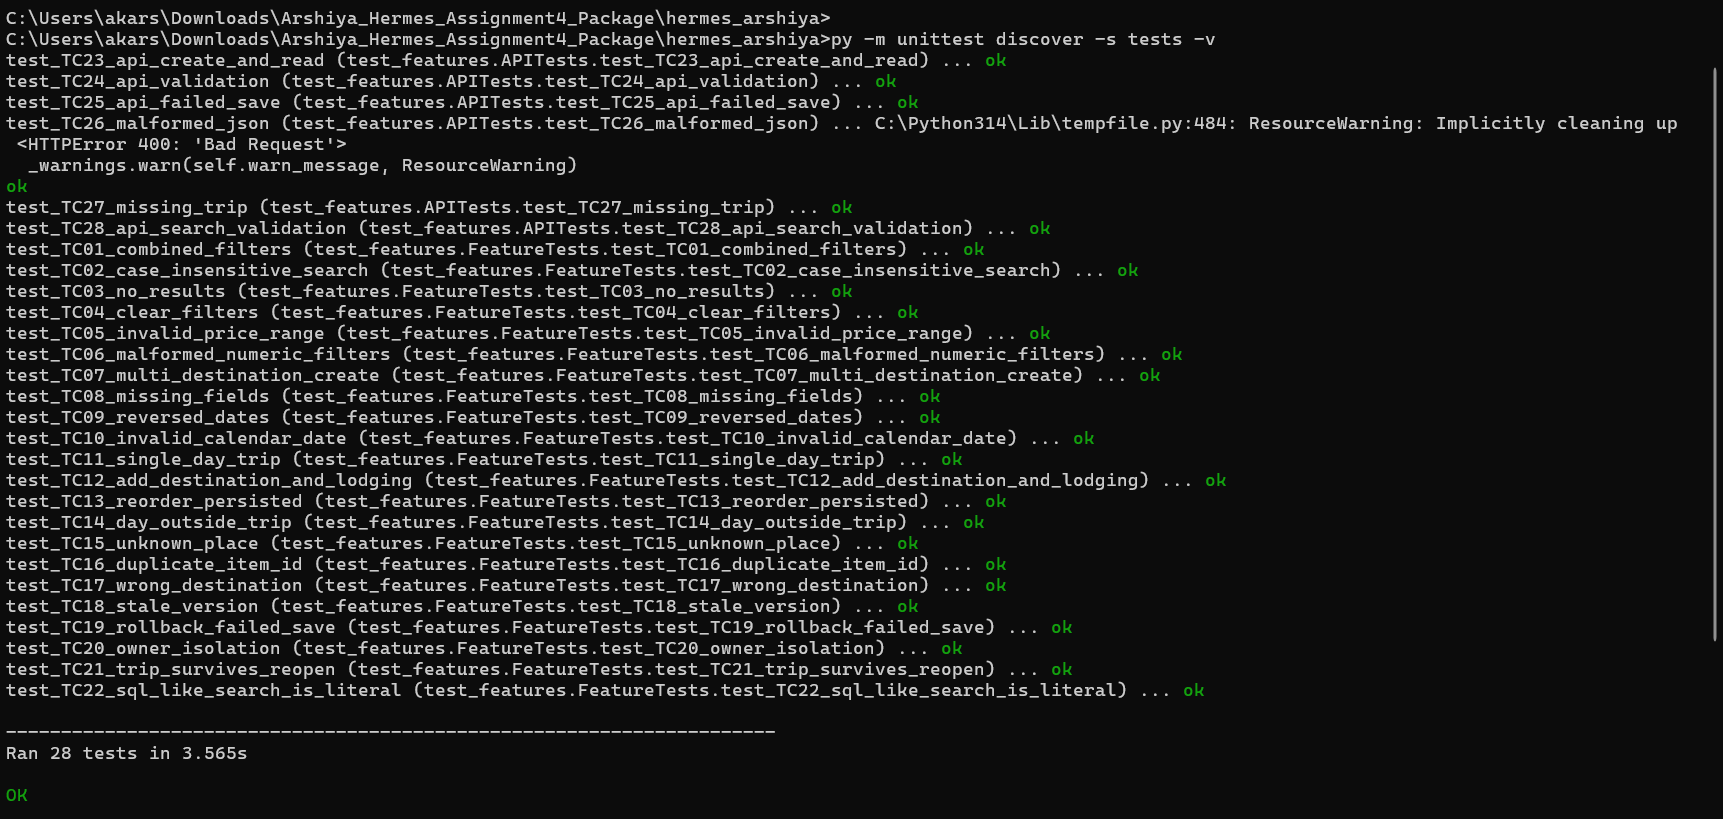 C:\Users\akars\Downloads\Arshiya_Hermes_Assignment4_Package\hermes_arshiya>
C:\Users\akars\Downloads\Arshiya_Hermes_Assignment4_Package\hermes_arshiya>py -m unittest discover -s tests -v
test_TC23_api_create_and_read (test_features.APITests.test_TC23_api_create_and_read) ... ok
test_TC24_api_validation (test_features.APITests.test_TC24_api_validation) ... ok
test_TC25_api_failed_save (test_features.APITests.test_TC25_api_failed_save) ... ok
test_TC26_malformed_json (test_features.APITests.test_TC26_malformed_json) ... C:\Python314\Lib\tempfile.py:484: ResourceWarning: Implicitly cleaning up
 <HTTPError 400: 'Bad Request'>
  _warnings.warn(self.warn_message, ResourceWarning)
ok
test_TC27_missing_trip (test_features.APITests.test_TC27_missing_trip) ... ok
test_TC28_api_search_validation (test_features.APITests.test_TC28_api_search_validation) ... ok
test_TC01_combined_filters (test_features.FeatureTests.test_TC01_combined_filters) ... ok
test_TC02_case_insensitive_search (test_features.FeatureTests.test_TC02_case_insensitive_search) ... ok
test_TC03_no_results (test_features.FeatureTests.test_TC03_no_results) ... ok
test_TC04_clear_filters (test_features.FeatureTests.test_TC04_clear_filters) ... ok
test_TC05_invalid_price_range (test_features.FeatureTests.test_TC05_invalid_price_range) ... ok
test_TC06_malformed_numeric_filters (test_features.FeatureTests.test_TC06_malformed_numeric_filters) ... ok
test_TC07_multi_destination_create (test_features.FeatureTests.test_TC07_multi_destination_create) ... ok
test_TC08_missing_fields (test_features.FeatureTests.test_TC08_missing_fields) ... ok
test_TC09_reversed_dates (test_features.FeatureTests.test_TC09_reversed_dates) ... ok
test_TC10_invalid_calendar_date (test_features.FeatureTests.test_TC10_invalid_calendar_date) ... ok
test_TC11_single_day_trip (test_features.FeatureTests.test_TC11_single_day_trip) ... ok
test_TC12_add_destination_and_lodging (test_features.FeatureTests.test_TC12_add_destination_and_lodging) ... ok
test_TC13_reorder_persisted (test_features.FeatureTests.test_TC13_reorder_persisted) ... ok
test_TC14_day_outside_trip (test_features.FeatureTests.test_TC14_day_outside_trip) ... ok
test_TC15_unknown_place (test_features.FeatureTests.test_TC15_unknown_place) ... ok
test_TC16_duplicate_item_id (test_features.FeatureTests.test_TC16_duplicate_item_id) ... ok
test_TC17_wrong_destination (test_features.FeatureTests.test_TC17_wrong_destination) ... ok
test_TC18_stale_version (test_features.FeatureTests.test_TC18_stale_version) ... ok
test_TC19_rollback_failed_save (test_features.FeatureTests.test_TC19_rollback_failed_save) ... ok
test_TC20_owner_isolation (test_features.FeatureTests.test_TC20_owner_isolation) ... ok
test_TC21_trip_survives_reopen (test_features.FeatureTests.test_TC21_trip_survives_reopen) ... ok
test_TC22_sql_like_search_is_literal (test_features.FeatureTests.test_TC22_sql_like_search_is_literal) ... ok
----------------------------------------------------------------------
Ran 28 tests in 3.565s
OK